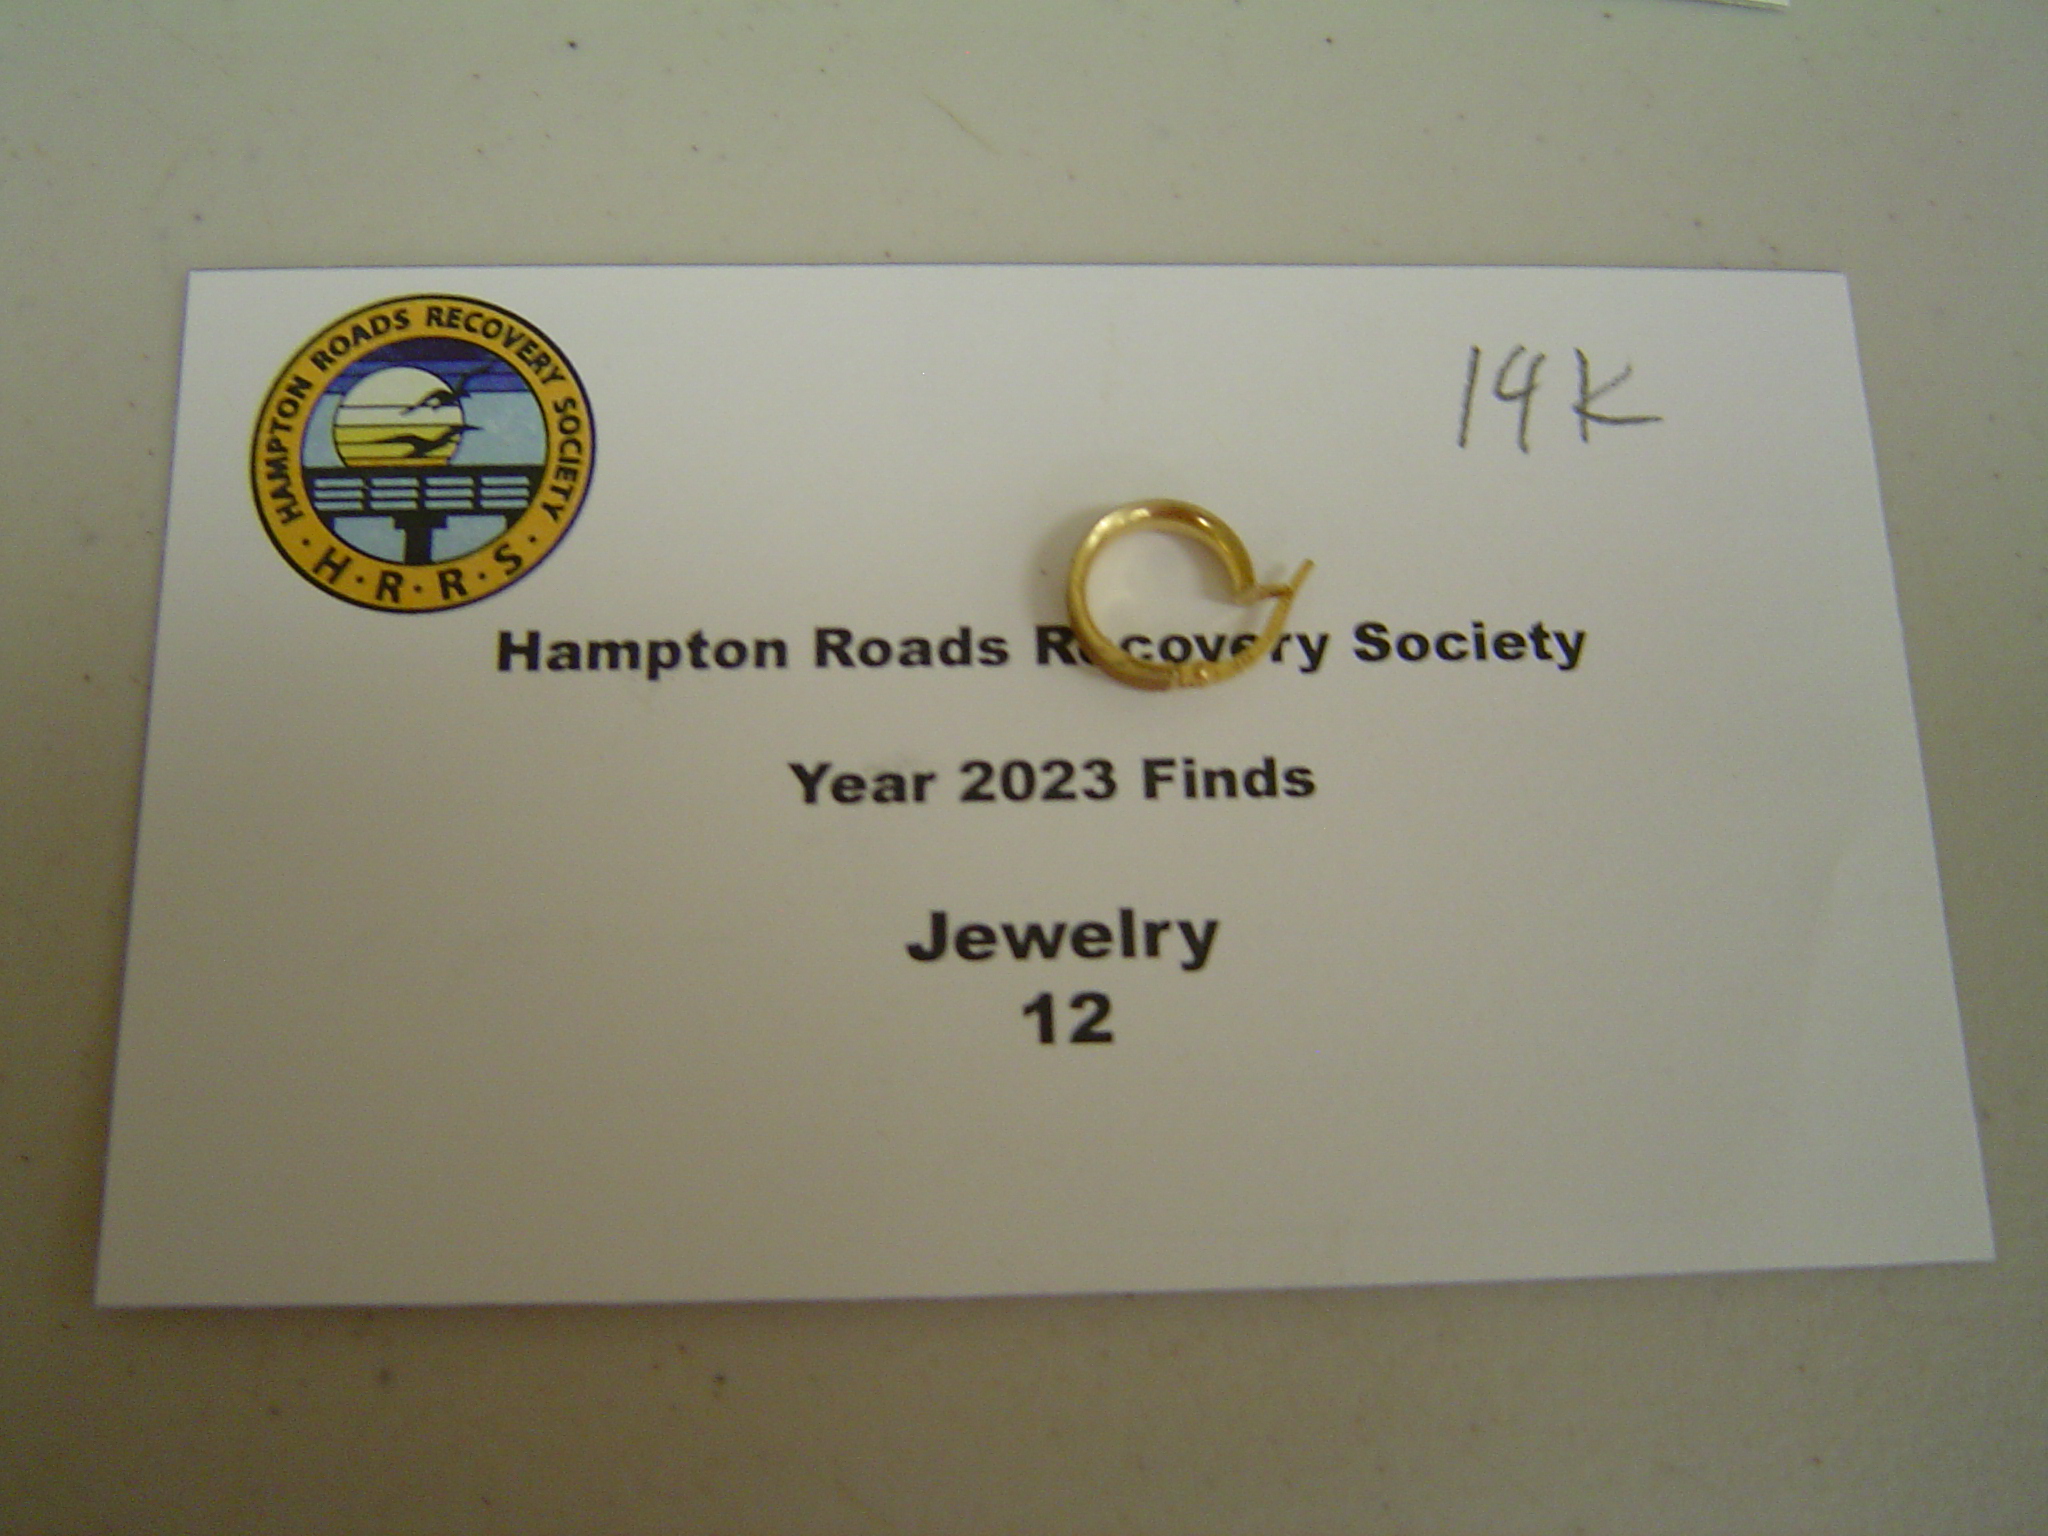 HAMPTON ROADS RECOVERY SOCIETY
· H · R · R · S ·
14K
Hampton Roads Recovery Society
Year 2023 Finds
Jewelry
12